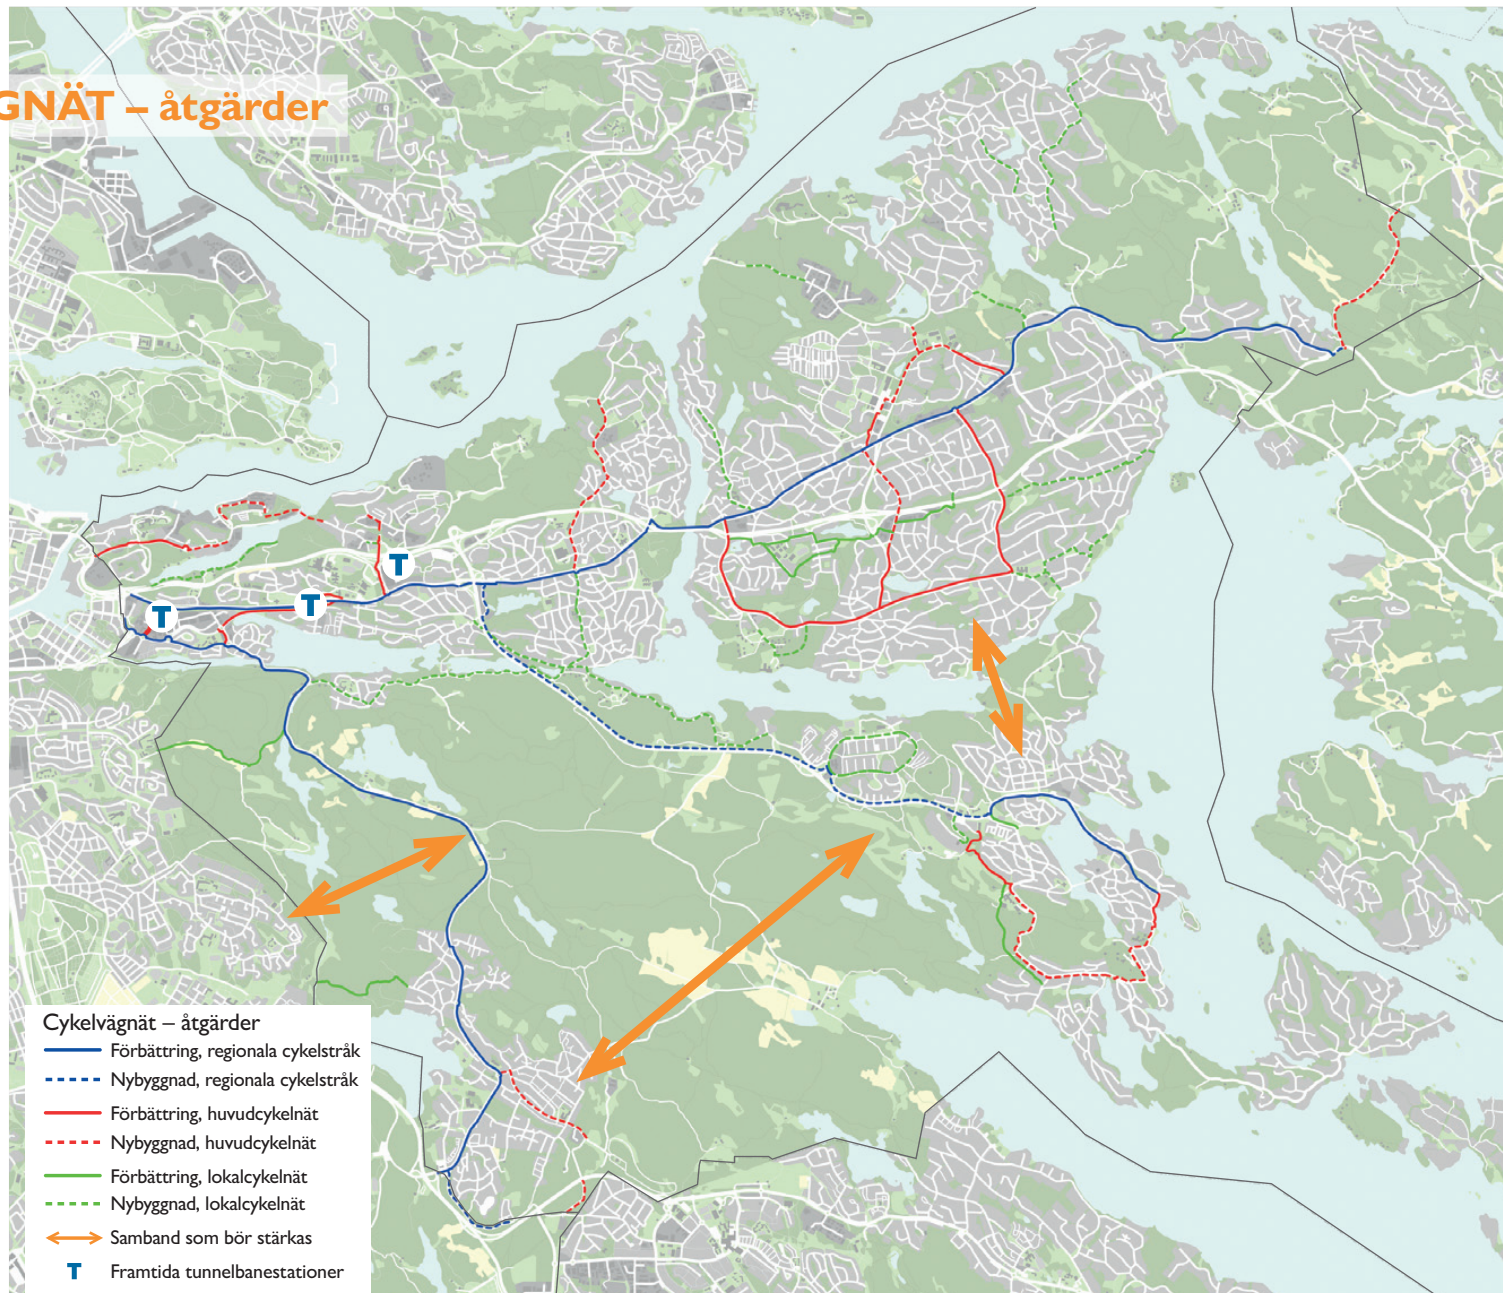 GNÄT – åtgärder
T
T
T
Cykelvägnät – åtgärder
Förbättring, regionala cykelstråk
Nybyggnad, regionala cykelstråk
Förbättring, huvudcykelnät
Nybyggnad, huvudcykelnät
Förbättring, lokalcykelnät
Nybyggnad, lokalcykelnät
Samband som bör stärkas
T Framtida tunnelbanestationer